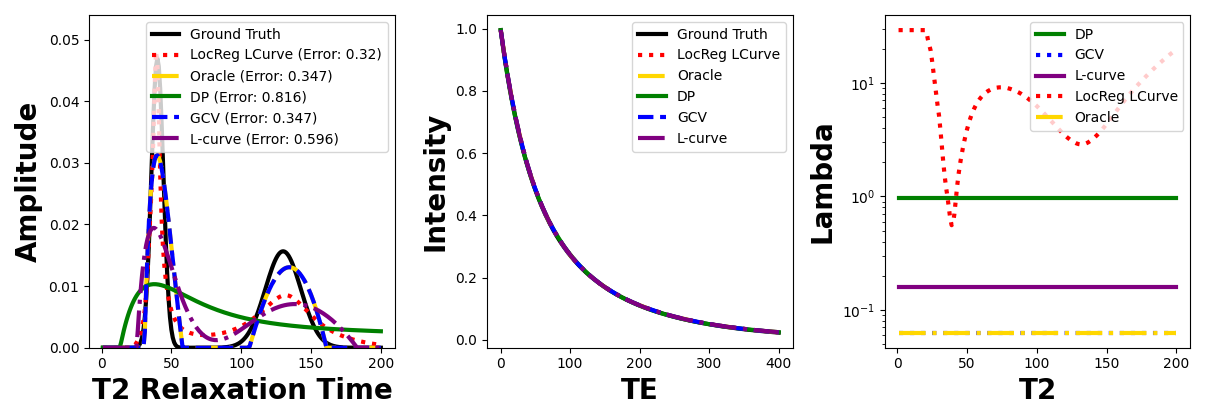 Amplitude
0.05
0.04
0.03
0.02
0.01
0.00
Ground Truth
LocReg LCurve (Error: 0.32)
Oracle (Error: 0.347)
DP (Error: 0.816)
GCV (Error: 0.347)
L-curve (Error: 0.596)
0 50 100 150 200
T2 Relaxation Time
Intensity
1.0
0.8
0.6
0.4
0.2
0.0
Ground Truth
LocReg LCurve
Oracle
DP
GCV
L-curve
0 100 200 300 400
TE
Lambda
10¹
10⁰
10⁻¹
DP
GCV
L-curve
LocReg LCurve
Oracle
0 50 100 150 200
T2